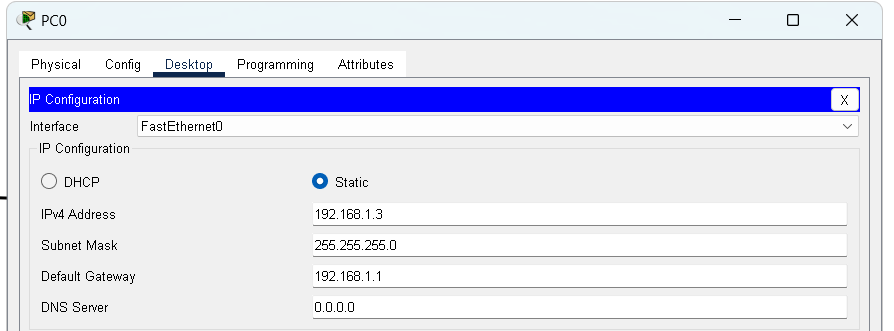 PC0
Physical Config Desktop Programming Attributes
IP Configuration X
Interface FastEthernet0
IP Configuration
DHCP Static
IPv4 Address 192.168.1.3
Subnet Mask 255.255.255.0
Default Gateway 192.168.1.1
DNS Server 0.0.0.0